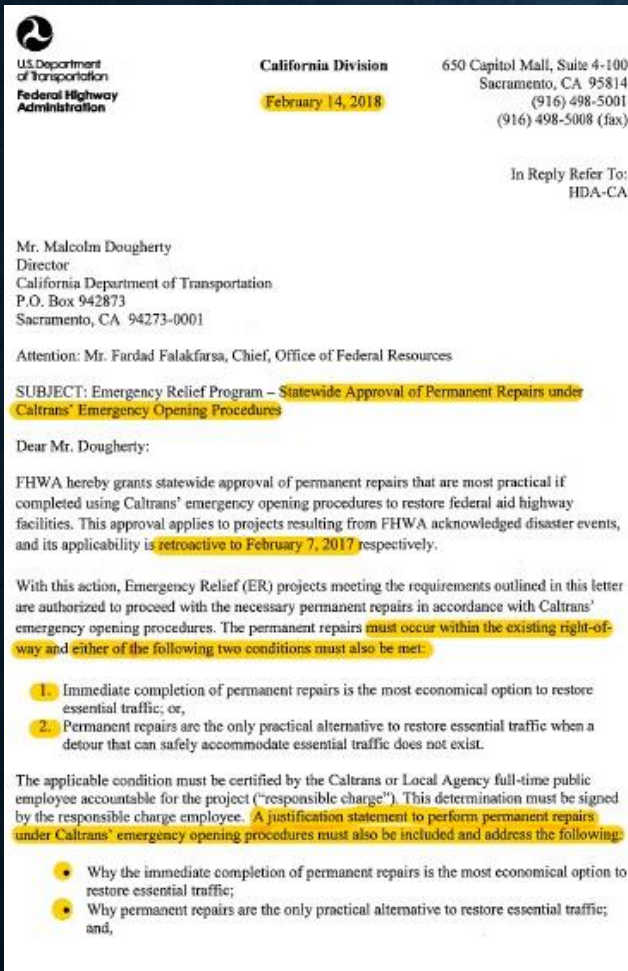 U.S. Department
of Transportation
Federal Highway
Administration
California Division
February 14, 2018
650 Capitol Mall, Suite 4-100
Sacramento, CA 95814
(916) 498-5001
(916) 498-5008 (fax)
In Reply Refer To:
HDA-CA
Mr. Malcolm Dougherty
Director
California Department of Transportation
P.O. Box 942873
Sacramento, CA 94273-0001
Attention: Mr. Fardad Falakfarsa, Chief, Office of Federal Resources
SUBJECT: Emergency Relief Program – Statewide Approval of Permanent Repairs under
Caltrans' Emergency Opening Procedures
Dear Mr. Dougherty:
FHWA hereby grants statewide approval of permanent repairs that are most practical if
completed using Caltrans' emergency opening procedures to restore federal aid highway
facilities. This approval applies to projects resulting from FHWA acknowledged disaster events,
and its applicability is retroactive to February 7, 2017 respectively.
With this action, Emergency Relief (ER) projects meeting the requirements outlined in this letter
are authorized to proceed with the necessary permanent repairs in accordance with Caltrans'
emergency opening procedures. The permanent repairs must occur within the existing right-of-
way and either of the following two conditions must also be met:
1. Immediate completion of permanent repairs is the most economical option to restore
essential traffic; or,
2. Permanent repairs are the only practical alternative to restore essential traffic when a
detour that can safely accommodate essential traffic does not exist.
The applicable condition must be certified by the Caltrans or Local Agency full-time public
employee accountable for the project ("responsible charge"). This determination must be signed
by the responsible charge employee. A justification statement to perform permanent repairs
under Caltrans' emergency opening procedures must also be included and address the following:
• Why the immediate completion of permanent repairs is the most economical option to
restore essential traffic;
• Why permanent repairs are the only practical alternative to restore essential traffic;
and,